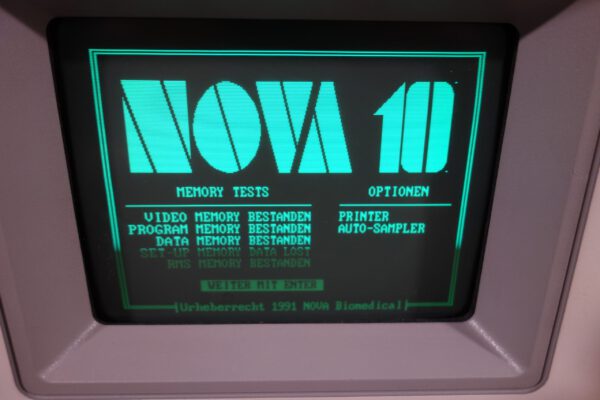 NOVA 10
MEMORY TESTS
VIDEO MEMORY BESTANDEN
PROGRAM MEMORY BESTANDEN
DATA MEMORY BESTANDEN
SET-UP MEMORY DATA LOST
RMS MEMORY BESTANDEN
OPTIONEN
PRINTER
AUTO-SAMPLER
WEITER MIT ENTER
[Urheberrecht 1991 NOVA Biomedical]